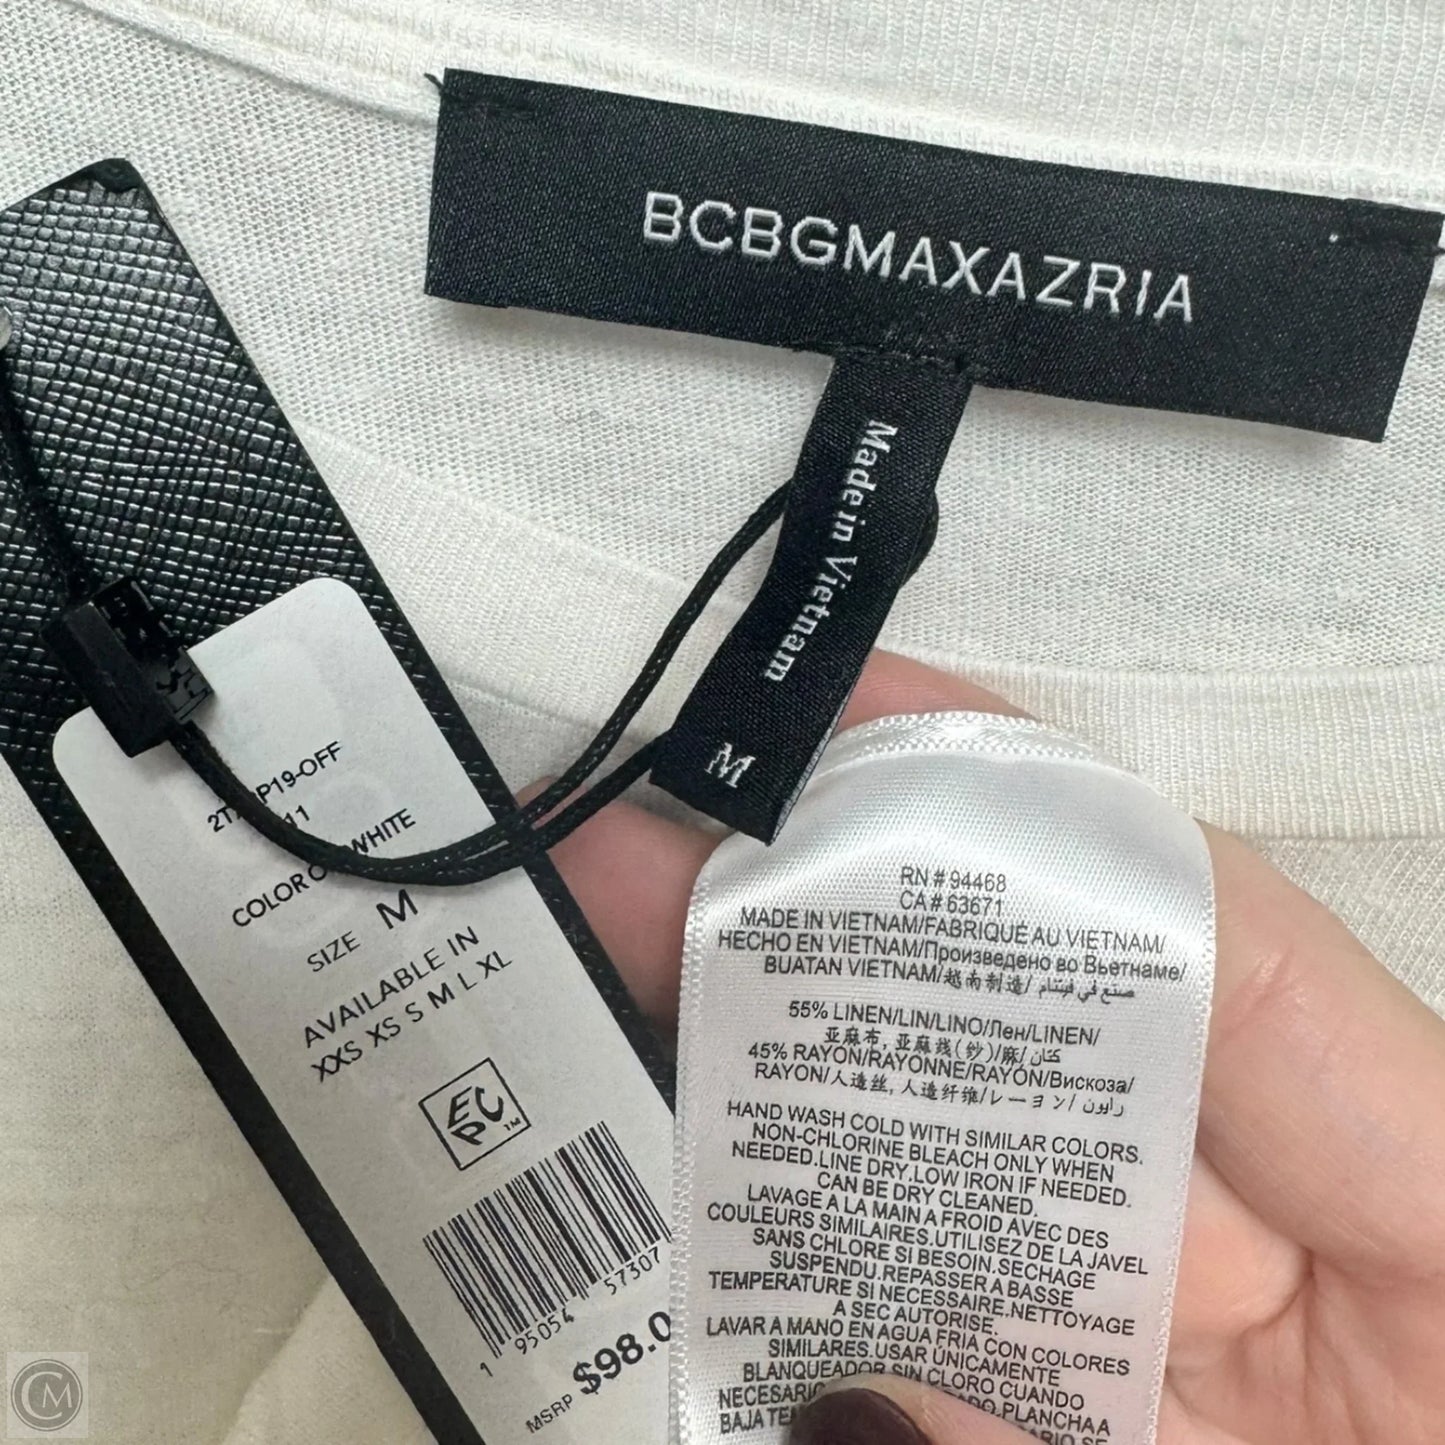 BCBGMAXAZRIA
Made in Vietnam
M
P19-OFF
11
COLOR WHITE
SIZE M
AVAILABLE IN
XXS XS S M L XL
EPC™
1 95054 57307
MSRP $98.0
RN # 94468
CA # 63671
MADE IN VIETNAM/FABRIQUÉ AU VIETNAM/
HECHO EN VIETNAM/Произведено во Вьетнаме/
BUATAN VIETNAM/越南制造/ صنع في فيتنام
55% LINEN/LIN/LINO/Лен/LINEN/
亚麻布, 亚麻线(纱)/麻/ كتان
45% RAYON/RAYONNE/RAYÓN/Вискоза/
RAYON/人造丝, 人造纤维/レーヨン/ رايون
HAND WASH COLD WITH SIMILAR COLORS.
NON-CHLORINE BLEACH ONLY WHEN
NEEDED.LINE DRY.LOW IRON IF NEEDED.
CAN BE DRY CLEANED.
LAVAGE A LA MAIN A FROID AVEC DES
COULEURS SIMILAIRES.UTILISEZ DE LA JAVEL
SANS CHLORE SI BESOIN.SECHAGE
SUSPENDU.REPASSER A BASSE
TEMPERATURE SI NECESSAIRE.NETTOYAGE
A SEC AUTORISE.
LAVAR A MANO EN AGUA FRIA CON COLORES
SIMILARES.USAR ÚNICAMENTE
BLANQUEADOR SIN CLORO CUANDO
PLANCHA A
BAJA
CM